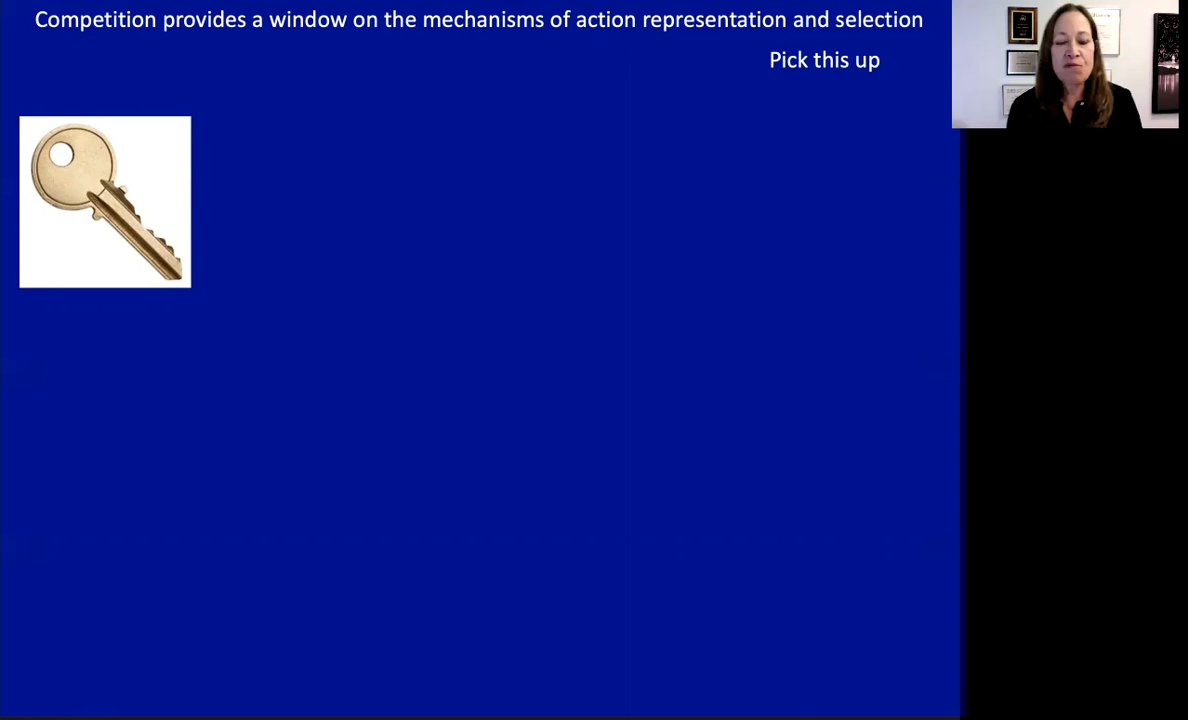 Competition provides a window on the mechanisms of action representation and selection
Pick this up